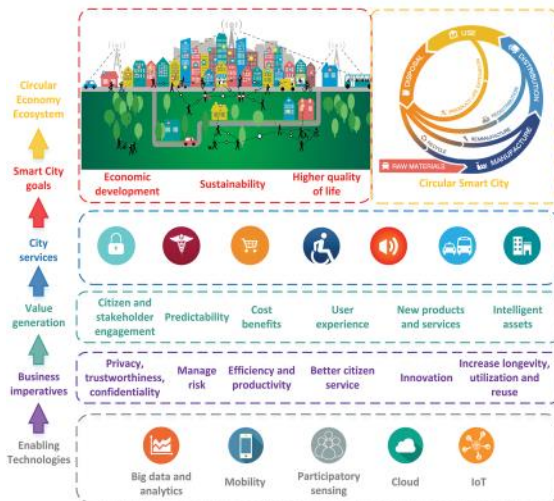 Circular
Economy
Ecosystem
Smart City
goals
City
services
Value
generation
Business
imperatives
Enabling
Technologies
Economic
development
Sustainability
Higher quality
of life
USE
DISTRIBUTION
DISPOSAL
REDISTRIBUTION
REMANUFACTURE
RECYCLE
MANUFACTURE
RAW MATERIALS
Circular Smart City
Citizen and
stakeholder
engagement
Predictability
Cost
benefits
User
experience
New products
and services
Intelligent
assets
Privacy,
trustworthiness,
confidentiality
Manage
risk
Efficiency and
productivity
Better citizen
service
Innovation
Increase longevity,
utilization and
reuse
Big data and
analytics
Mobility
Participatory
sensing
Cloud
IoT